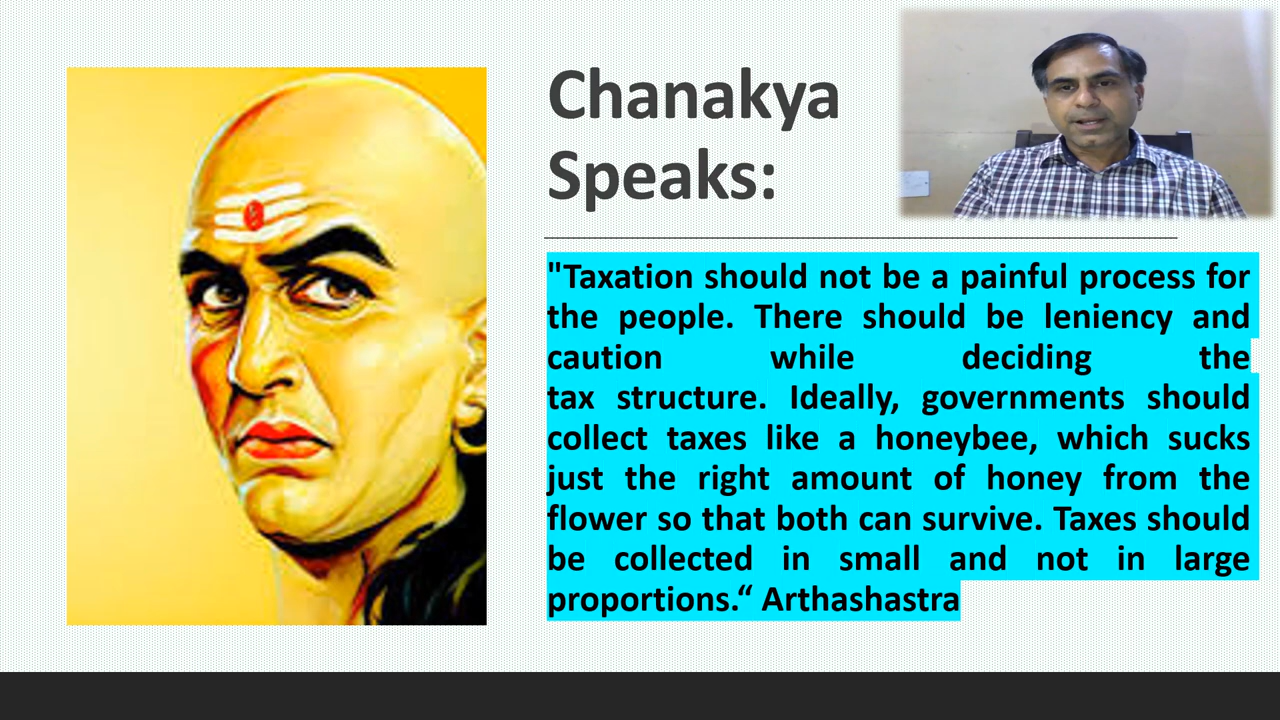 Chanakya
Speaks:
"Taxation should not be a painful process for
the people. There should be leniency and
caution while deciding the
tax structure. Ideally, governments should
collect taxes like a honeybee, which sucks
just the right amount of honey from the
flower so that both can survive. Taxes should
be collected in small and not in large
proportions.“ Arthashastra